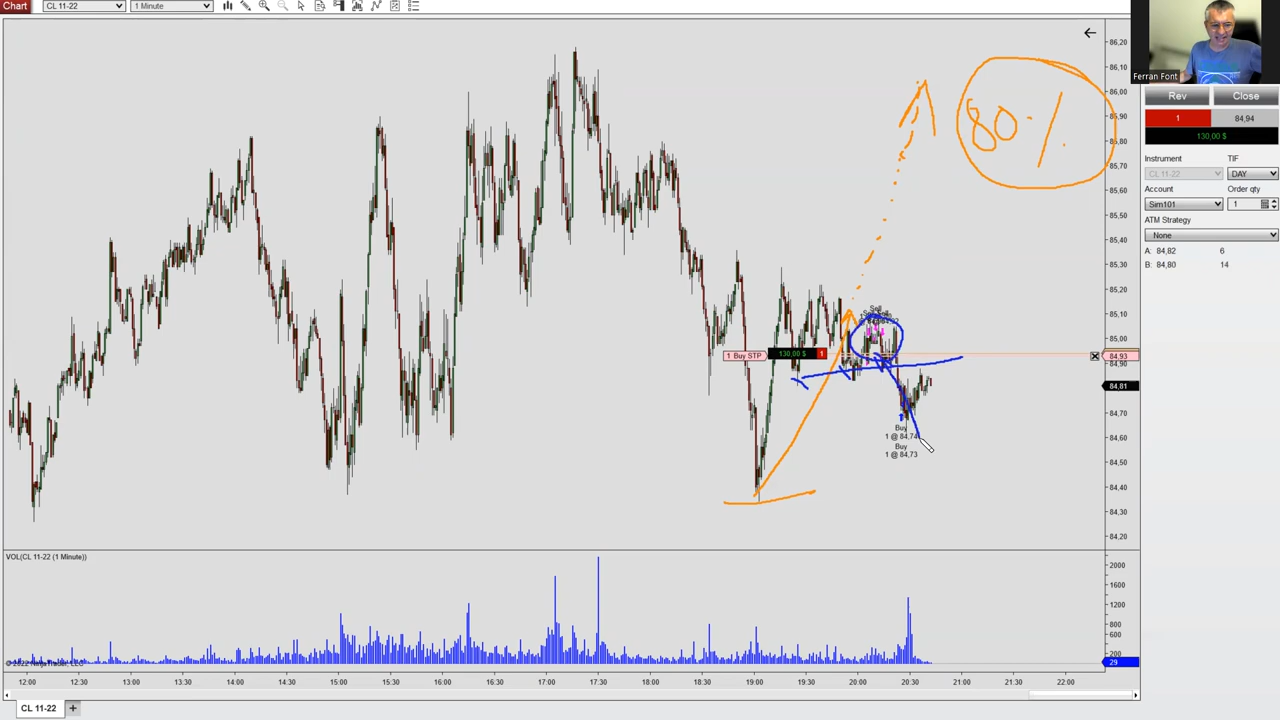 Chart CL 11-22 1 Minute
Ferran Font
Rev Close
1 84,94
130,00 $
Instrument TIF
CL 11-22 DAY
Account Order qty
Sim101 1
ATM Strategy
None
A: 84,82 6
B: 84,80 14
80%
86,20
86,10
86,00
85,90
85,80
85,70
85,60
85,50
85,40
85,30
85,20
85,10
85,00
84,93
84,90
84,81
84,70
84,60
84,50
84,40
84,30
84,20
Sell
1 Buy STP 130,00 $ 1
Buy
1 @ 84,74
Buy
1 @ 84,73
VOL(CL 11-22 (1 Minute))
2000
1600
1200
800
600
200
29
© 2022 NinjaTrader, LLC
12:00 12:30 13:00 13:30 14:00 14:30 15:00 15:30 16:00 16:30 17:00 17:30 18:00 18:30 19:00 19:30 20:00 20:30 21:00 21:30 22:00
CL 11-22 +